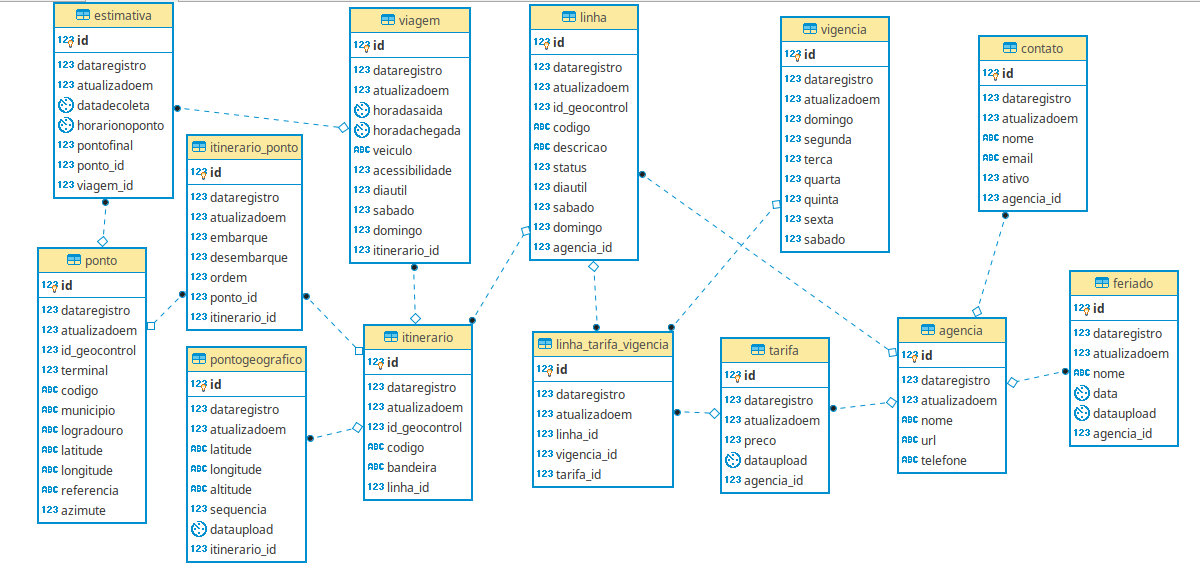 estimativa
123 id
123 dataregistro
123 atualizadoem
datadecoleta
horarionoponto
123 pontofinal
123 ponto_id
123 viagem_id
viagem
123 id
123 dataregistro
123 atualizadoem
horadasaida
horadachegada
ABC veiculo
123 acessibilidade
123 diautil
123 sabado
123 domingo
123 itinerario_id
linha
123 id
123 dataregistro
123 atualizadoem
123 id_geocontrol
ABC codigo
ABC descricao
123 status
123 diautil
123 sabado
123 domingo
123 agencia_id
vigencia
123 id
123 dataregistro
123 atualizadoem
123 domingo
123 segunda
123 terca
123 quarta
123 quinta
123 sexta
123 sabado
contato
123 id
123 dataregistro
123 atualizadoem
ABC nome
ABC email
123 ativo
123 agencia_id
itinerario_ponto
123 id
123 dataregistro
123 atualizadoem
123 embarque
123 desembarque
123 ordem
123 ponto_id
123 itinerario_id
ponto
123 id
123 dataregistro
123 atualizadoem
123 id_geocontrol
123 terminal
ABC codigo
ABC municipio
ABC logradouro
ABC latitude
ABC longitude
ABC referencia
123 azimute
pontogeografico
123 id
123 dataregistro
123 atualizadoem
ABC latitude
ABC longitude
ABC altitude
123 sequencia
dataupload
123 itinerario_id
itinerario
123 id
123 dataregistro
123 atualizadoem
123 id_geocontrol
ABC codigo
ABC bandeira
123 linha_id
linha_tarifa_vigencia
123 id
123 dataregistro
123 atualizadoem
123 linha_id
123 vigencia_id
123 tarifa_id
tarifa
123 id
123 dataregistro
123 atualizadoem
123 preco
dataupload
123 agencia_id
agencia
123 id
123 dataregistro
123 atualizadoem
ABC nome
ABC url
ABC telefone
feriado
123 id
123 dataregistro
123 atualizadoem
ABC nome
data
dataupload
123 agencia_id